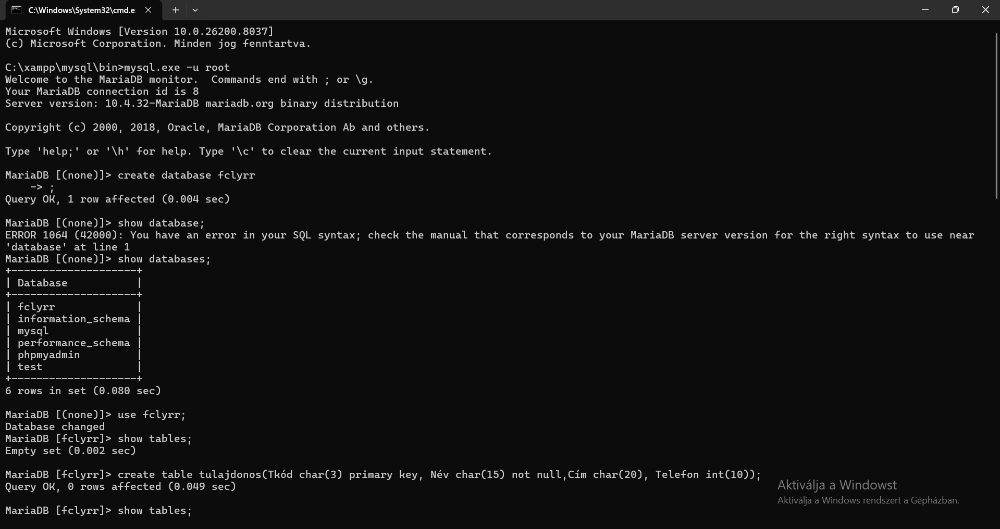 C:\Windows\System32\cmd.e
Microsoft Windows [Version 10.0.26200.8037]
(c) Microsoft Corporation. Minden jog fenntartva.
C:\xampp\mysql\bin>mysql.exe -u root
Welcome to the MariaDB monitor.  Commands end with ; or \g.
Your MariaDB connection id is 8
Server version: 10.4.32-MariaDB mariadb.org binary distribution
Copyright (c) 2000, 2018, Oracle, MariaDB Corporation Ab and others.
Type 'help;' or '\h' for help. Type '\c' to clear the current input statement.
MariaDB [(none)]> create database fclyrr
    -> ;
Query OK, 1 row affected (0.004 sec)
MariaDB [(none)]> show database;
ERROR 1064 (42000): You have an error in your SQL syntax; check the manual that corresponds to your MariaDB server version for the right syntax to use near
'database' at line 1
MariaDB [(none)]> show databases;
+--------------------+
| Database           |
+--------------------+
| fclyrr             |
| information_schema |
| mysql              |
| performance_schema |
| phpmyadmin         |
| test               |
+--------------------+
6 rows in set (0.080 sec)
MariaDB [(none)]> use fclyrr;
Database changed
MariaDB [fclyrr]> show tables;
Empty set (0.002 sec)
MariaDB [fclyrr]> create table tulajdonos(Tkód char(3) primary key, Név char(15) not null,Cím char(20), Telefon int(10));
Query OK, 0 rows affected (0.049 sec)
MariaDB [fclyrr]> show tables;
Aktiválja a Windowst
Aktiválja a Windows rendszert a Gépházban.